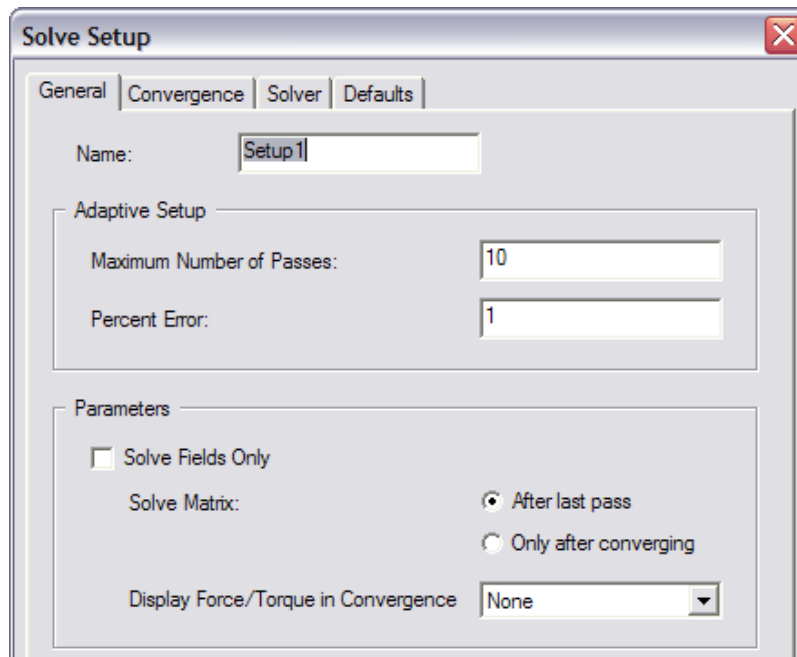 Solve Setup
General Convergence Solver Defaults
Name: Setup1
Adaptive Setup
Maximum Number of Passes: 10
Percent Error: 1
Parameters
Solve Fields Only
Solve Matrix: After last pass
Only after converging
Display Force/Torque in Convergence None